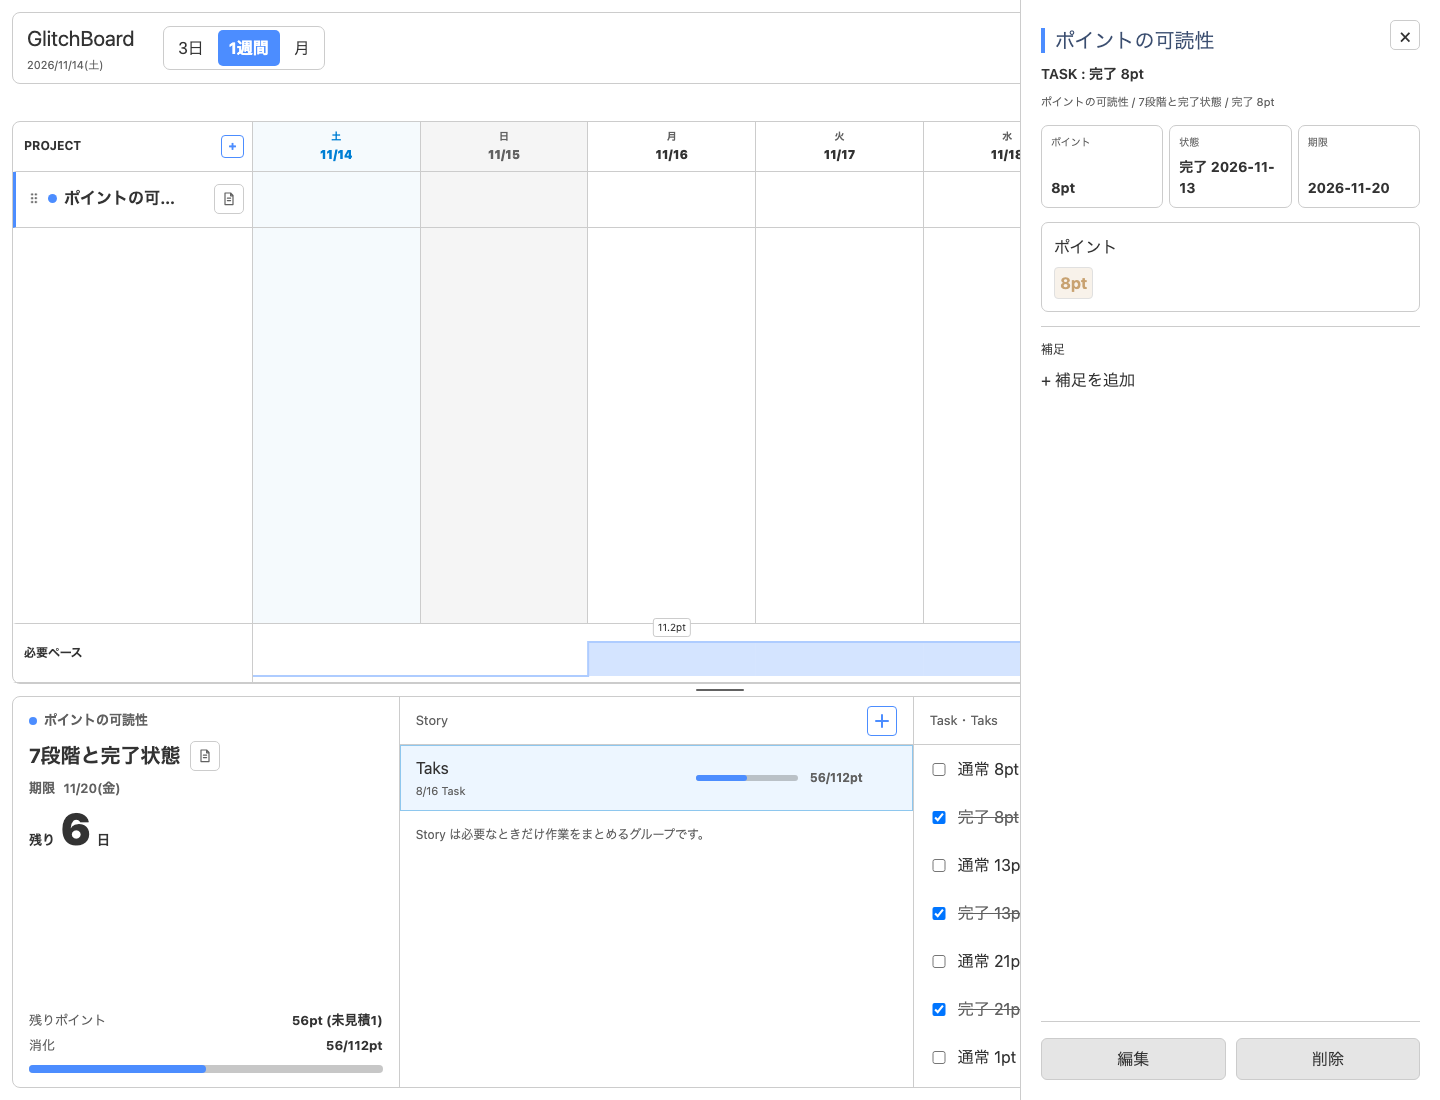 GlitchBoard
2026/11/14(土)
3日
1週間
月
PROJECT
+
土
11/14
日
11/15
月
11/16
火
11/17
水
11/18
ポイントの可...
必要ペース
11.2pt
ポイントの可読性
7段階と完了状態
期限 11/20(金)
残り 6 日
残りポイント 56pt (未見積1)
消化 56/112pt
Story
+
Taks
8/16 Task
56/112pt
Story は必要なときだけ作業をまとめるグループです。
Task・Taks
通常 8pt
完了 8pt
通常 13p
完了 13p
通常 21p
完了 21p
通常 1pt
ポイントの可読性
×
TASK : 完了 8pt
ポイントの可読性 / 7段階と完了状態 / 完了 8pt
ポイント
8pt
状態
完了 2026-11-
13
期限
2026-11-20
ポイント
8pt
補足
+ 補足を追加
編集
削除